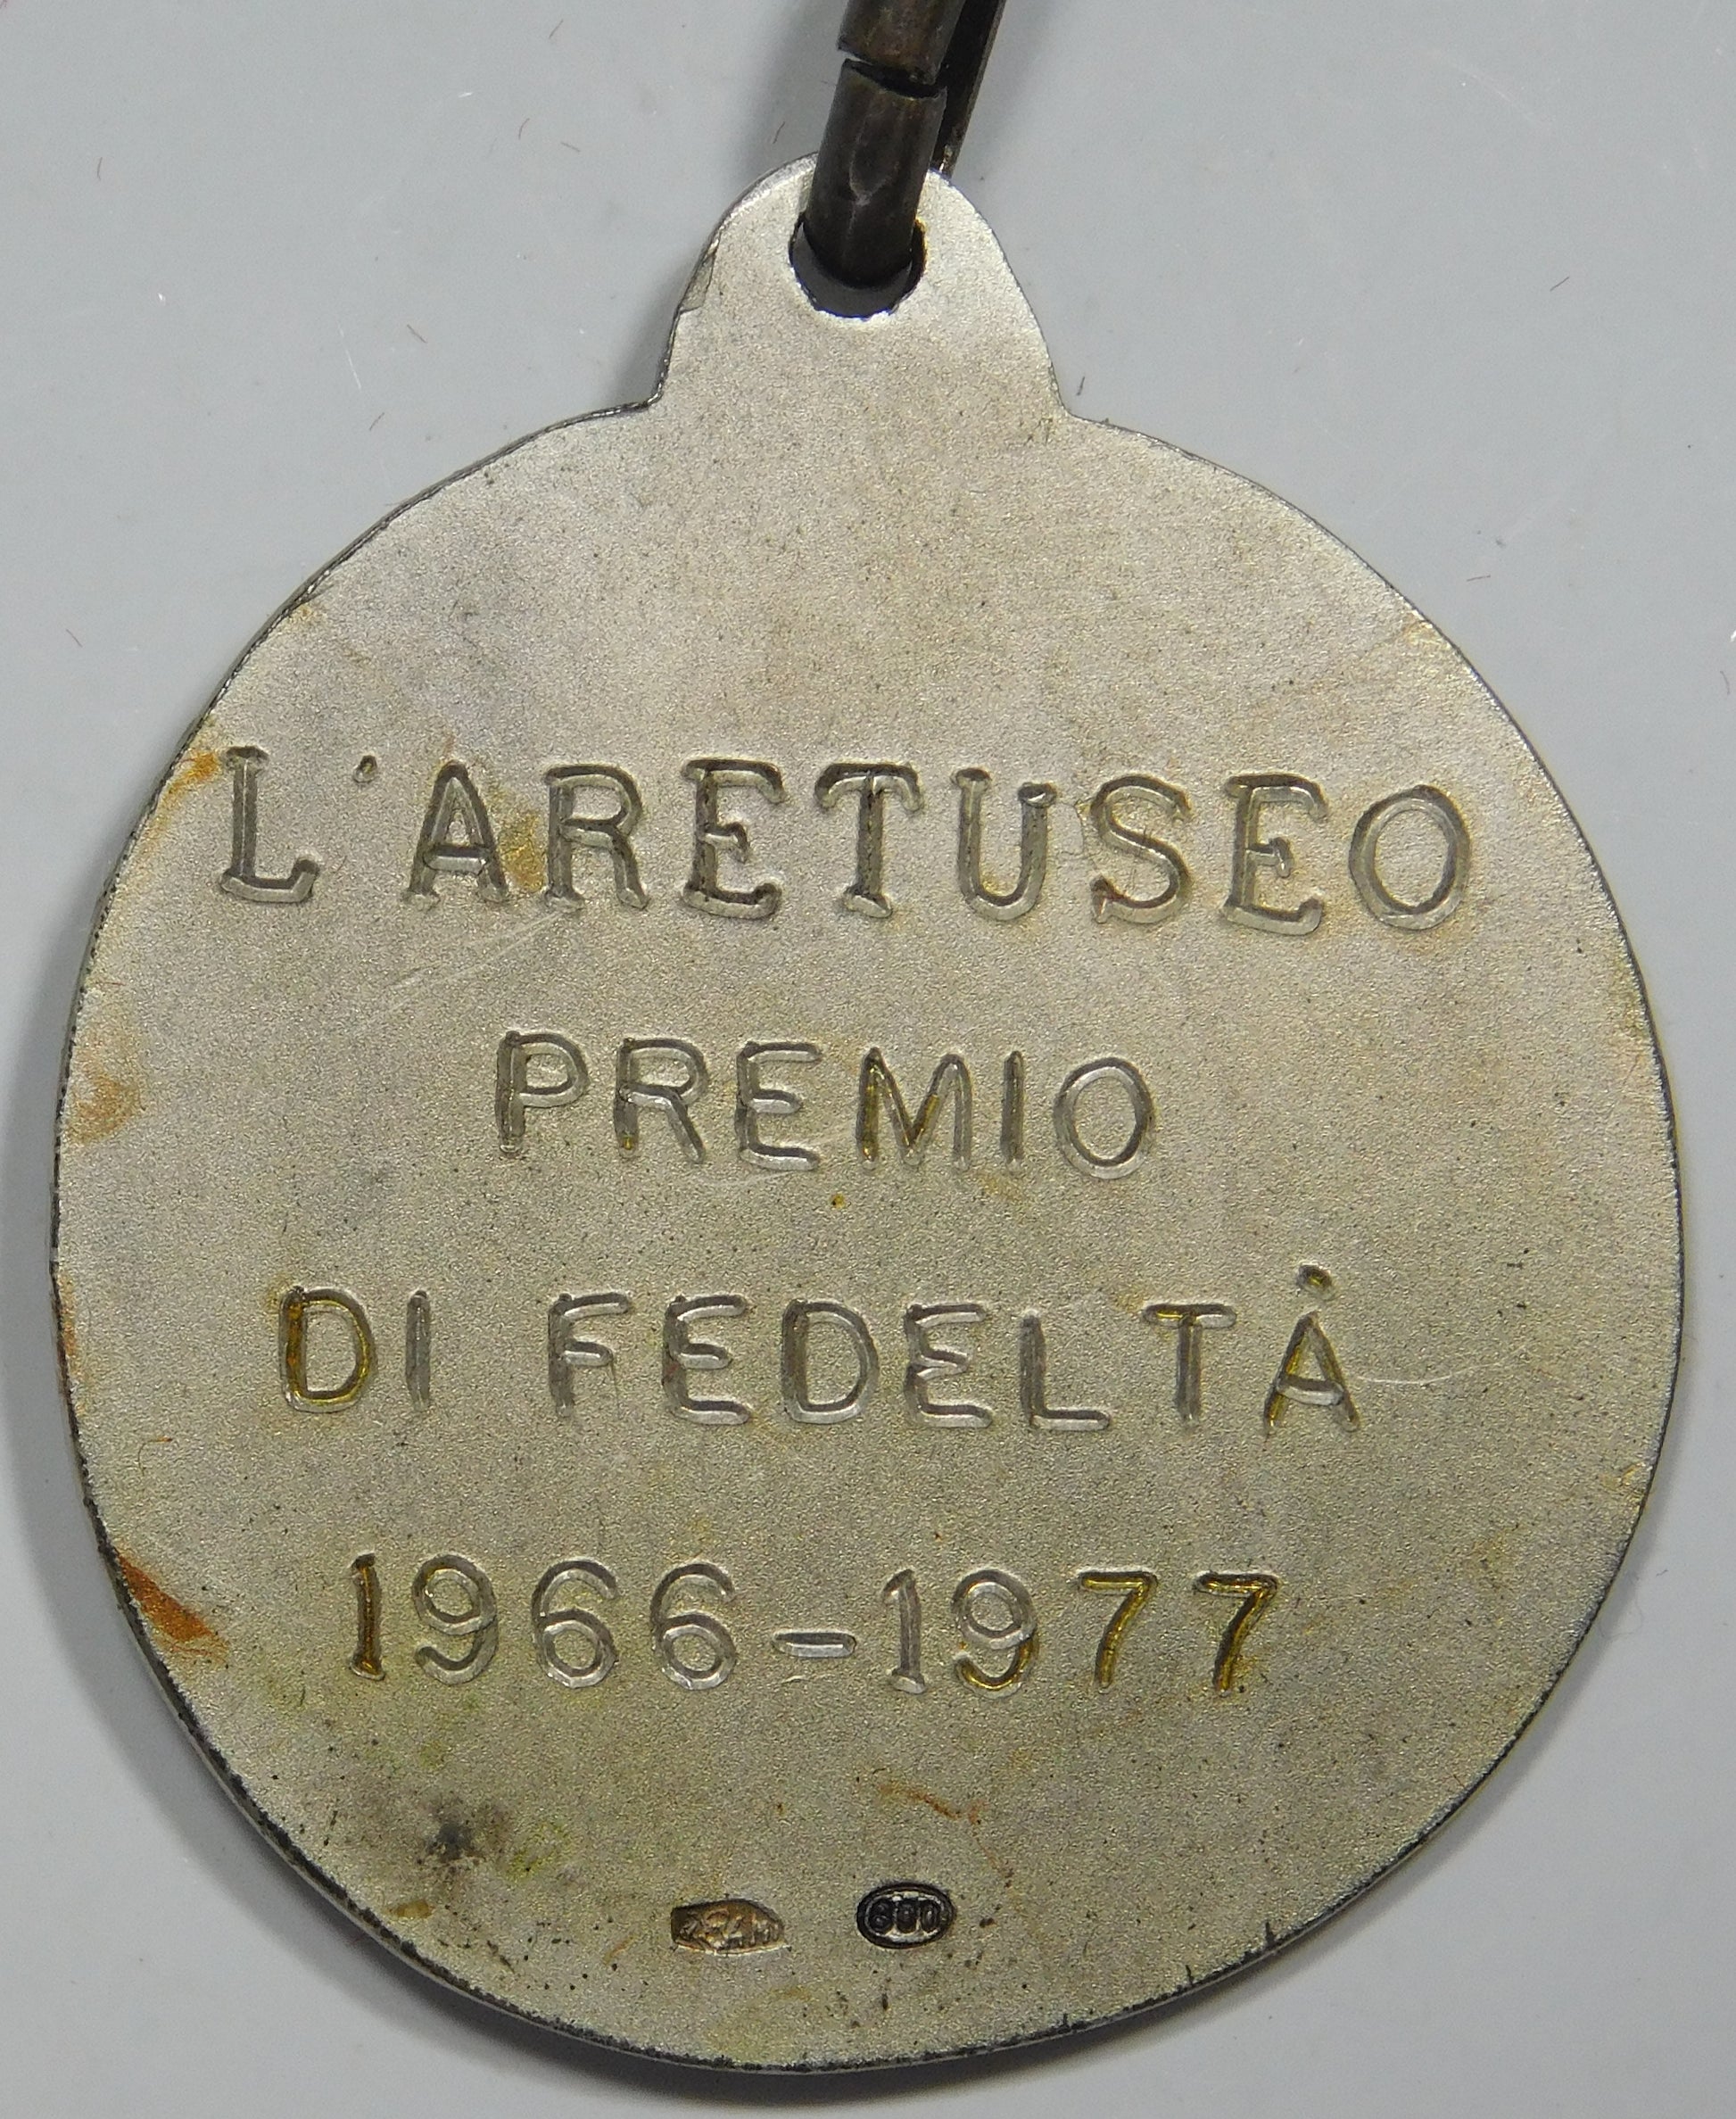 L'ARETUSEO
PREMIO
DI FEDELTÀ
1966-1977
800